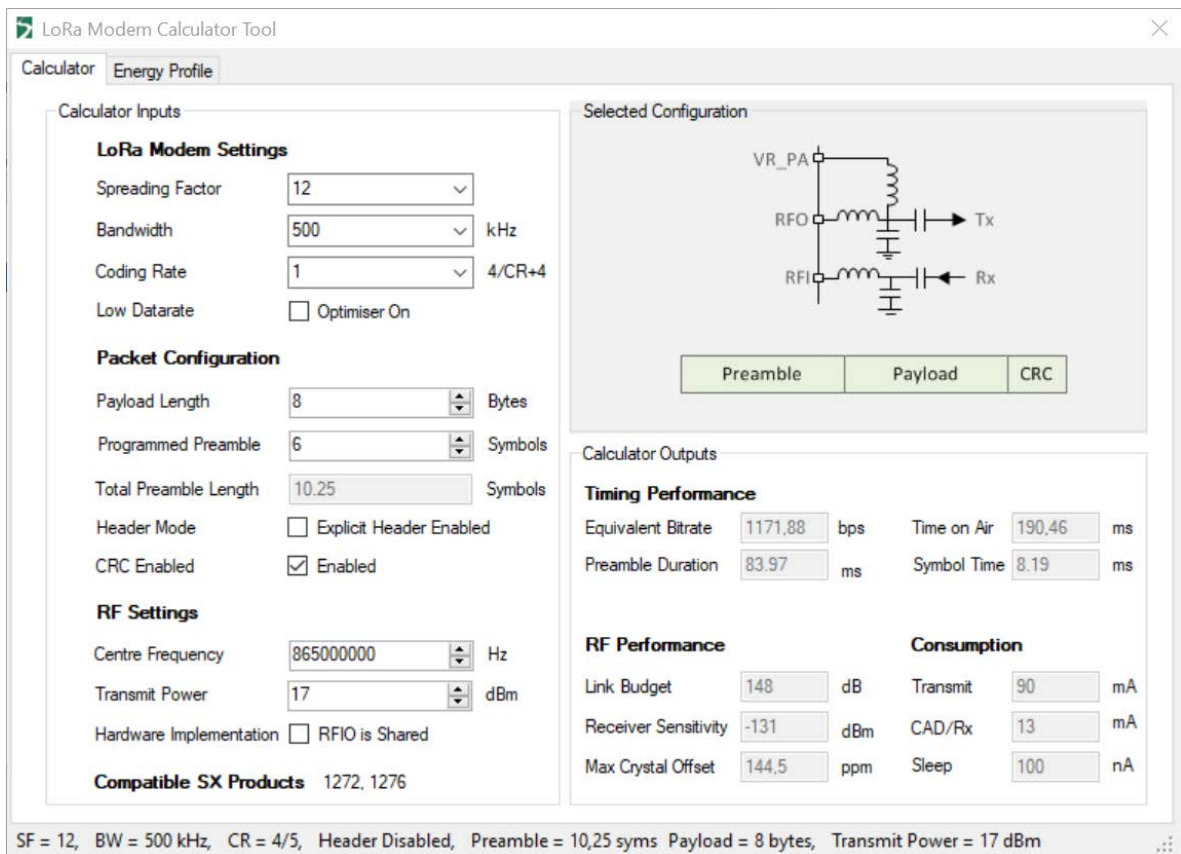 LoRa Modem Calculator Tool
Calculator Energy Profile
Calculator Inputs
LoRa Modem Settings
Spreading Factor 12
Bandwidth 500 kHz
Coding Rate 1 4/CR+4
Low Datarate Optimiser On
Packet Configuration
Payload Length 8 Bytes
Programmed Preamble 6 Symbols
Total Preamble Length 10.25 Symbols
Header Mode Explicit Header Enabled
CRC Enabled Enabled
RF Settings
Centre Frequency 865000000 Hz
Transmit Power 17 dBm
Hardware Implementation RFIO is Shared
Compatible SX Products 1272, 1276
Selected Configuration
VR_PA
RFO Tx
RFI Rx
Preamble Payload CRC
Calculator Outputs
Timing Performance
Equivalent Bitrate 1171,88 bps Time on Air 190,46 ms
Preamble Duration 83.97 ms Symbol Time 8.19 ms
RF Performance Consumption
Link Budget 148 dB Transmit 90 mA
Receiver Sensitivity -131 dBm CAD/Rx 13 mA
Max Crystal Offset 144,5 ppm Sleep 100 nA
SF = 12, BW = 500 kHz, CR = 4/5, Header Disabled, Preamble = 10,25 syms Payload = 8 bytes, Transmit Power = 17 dBm